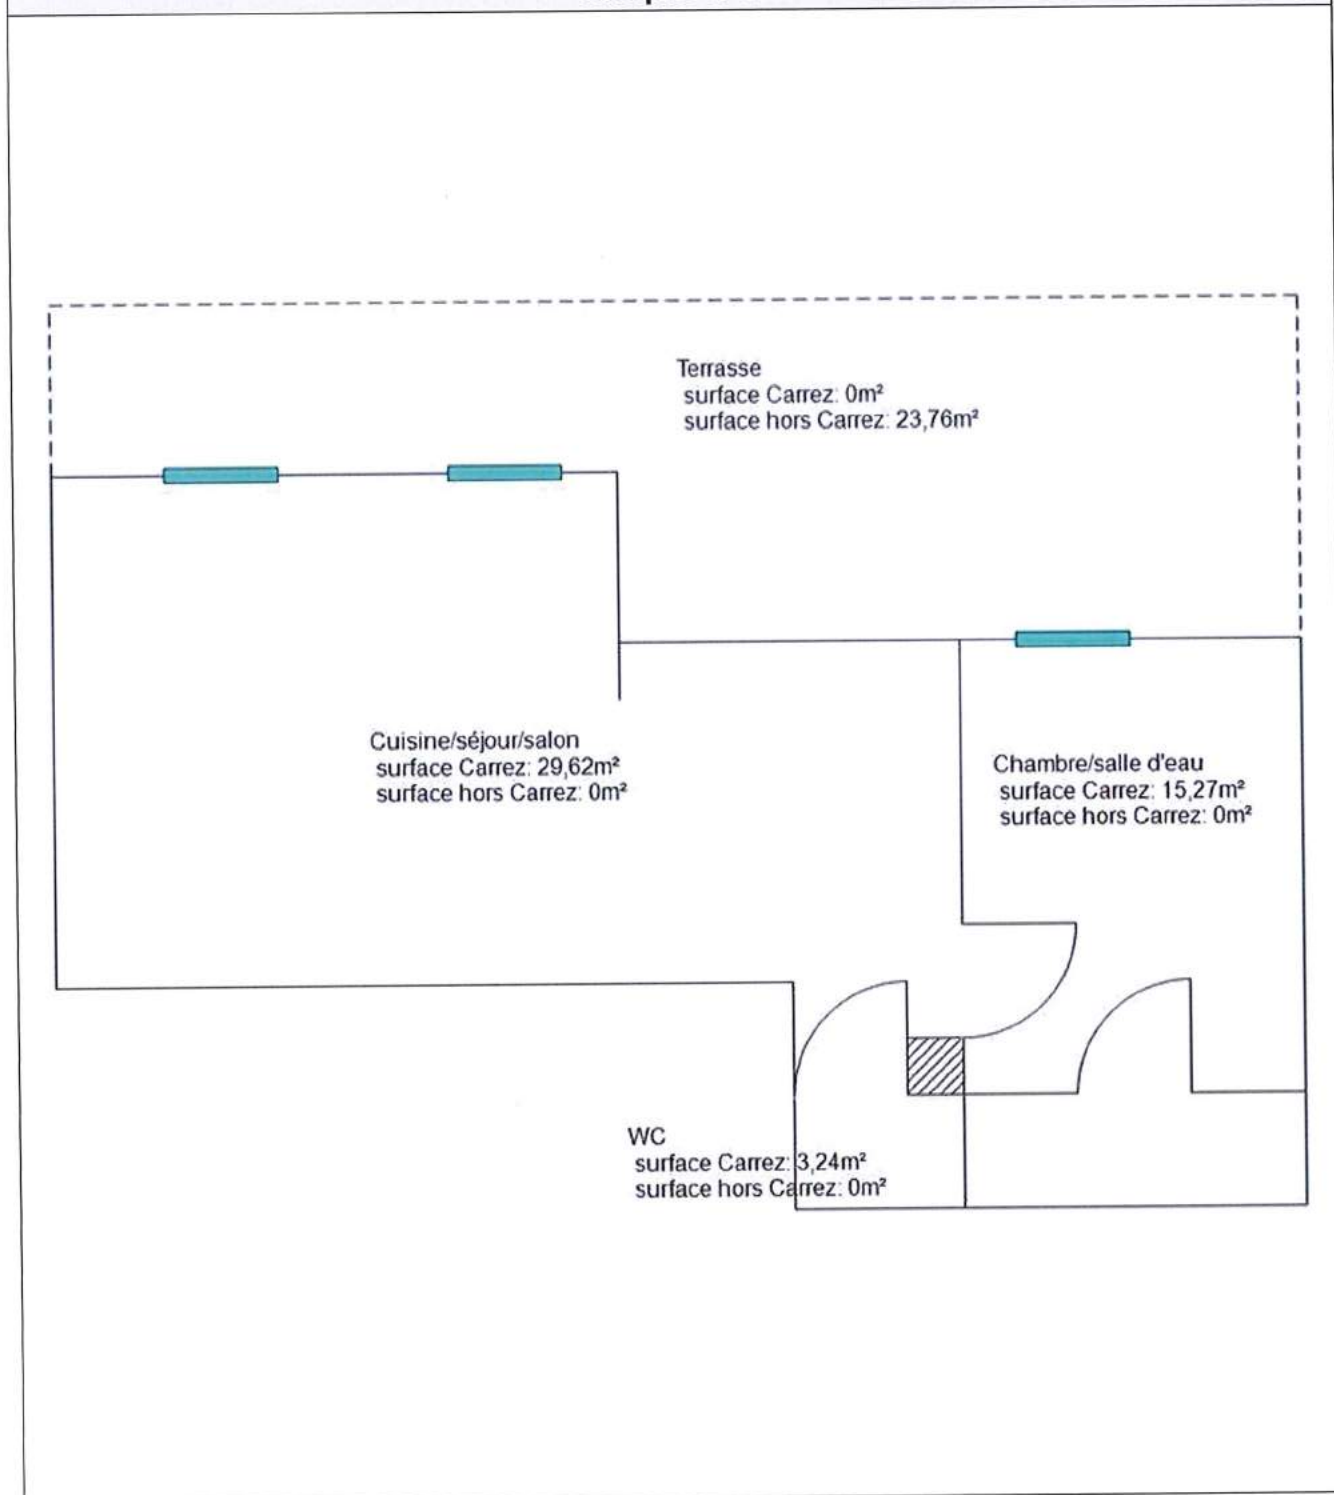 Terrasse
surface Carrez: 0m²
surface hors Carrez: 23,76m²
Cuisine/séjour/salon
surface Carrez: 29,62m²
surface hors Carrez: 0m²
Chambre/salle d'eau
surface Carrez: 15,27m²
surface hors Carrez: 0m²
WC
surface Carrez: 3,24m²
surface hors Carrez: 0m²